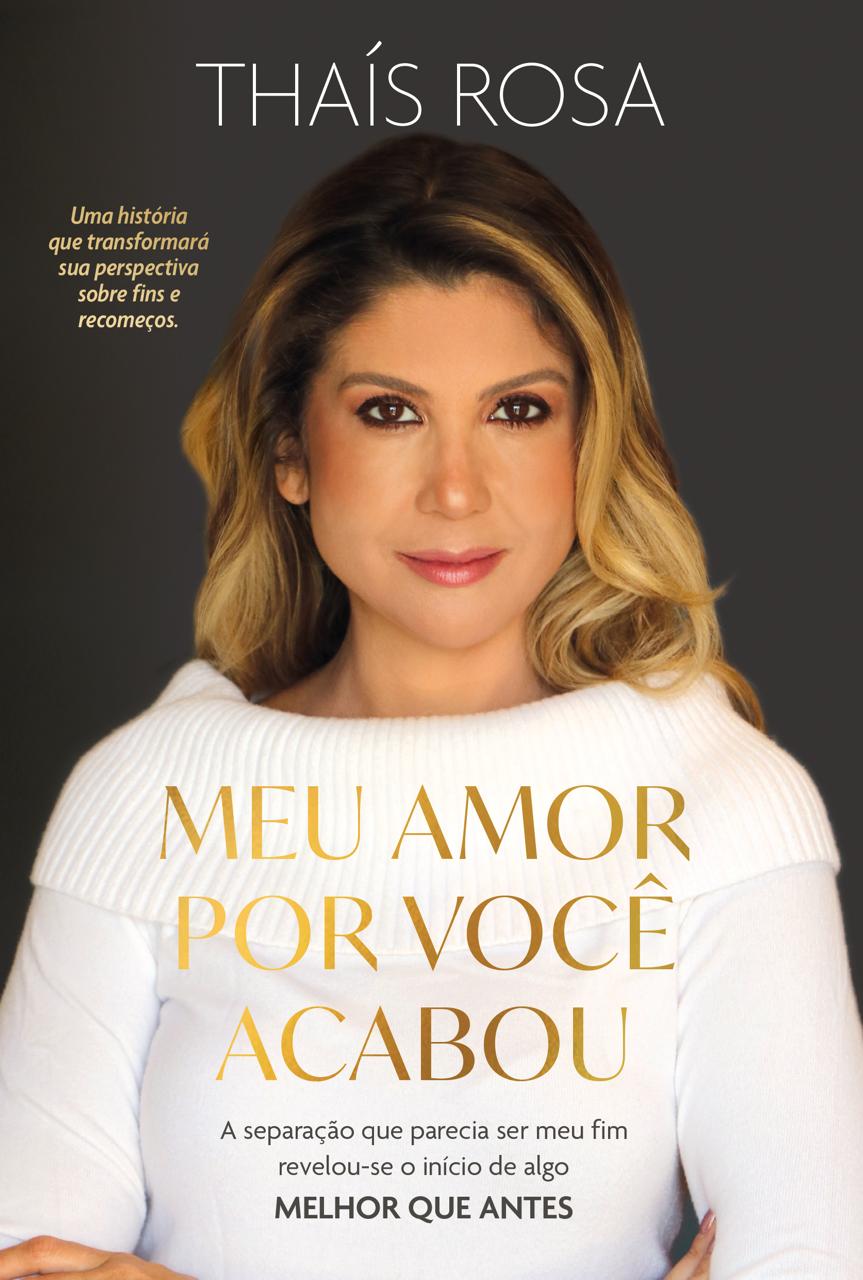 THAÍS ROSA
Uma história
que transformará
sua perspectiva
sobre fins e
recomeços.
MEU AMOR
POR VOCÊ
ACABOU
A separação que parecia ser meu fim
revelou-se o início de algo
MELHOR QUE ANTES